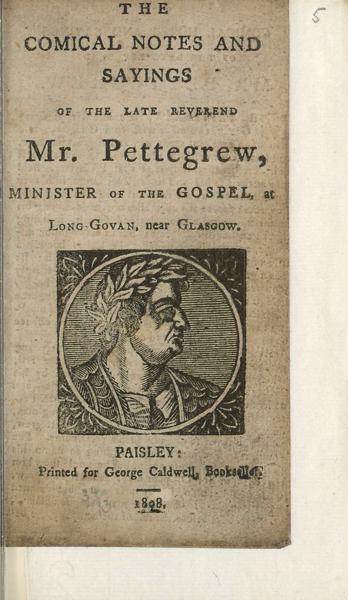 5
THE
COMICAL NOTES AND
SAYINGS
OF THE LATE REVEREND
Mr. Pettegrew,
MINISTER OF THE GOSPEL, at
LONG-GOVAN, near GLASGOW.
PAISLEY:
Printed for George Caldwell, Bookseller
1808.